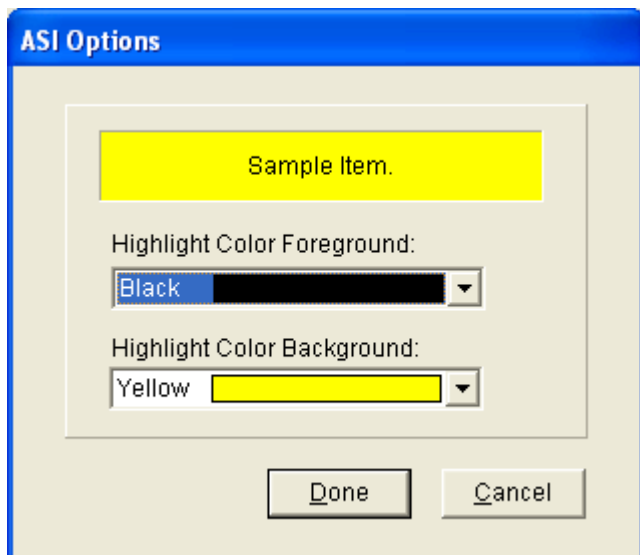 ASI Options
Sample Item.
Highlight Color Foreground:
Black
Highlight Color Background:
Yellow
Done Cancel